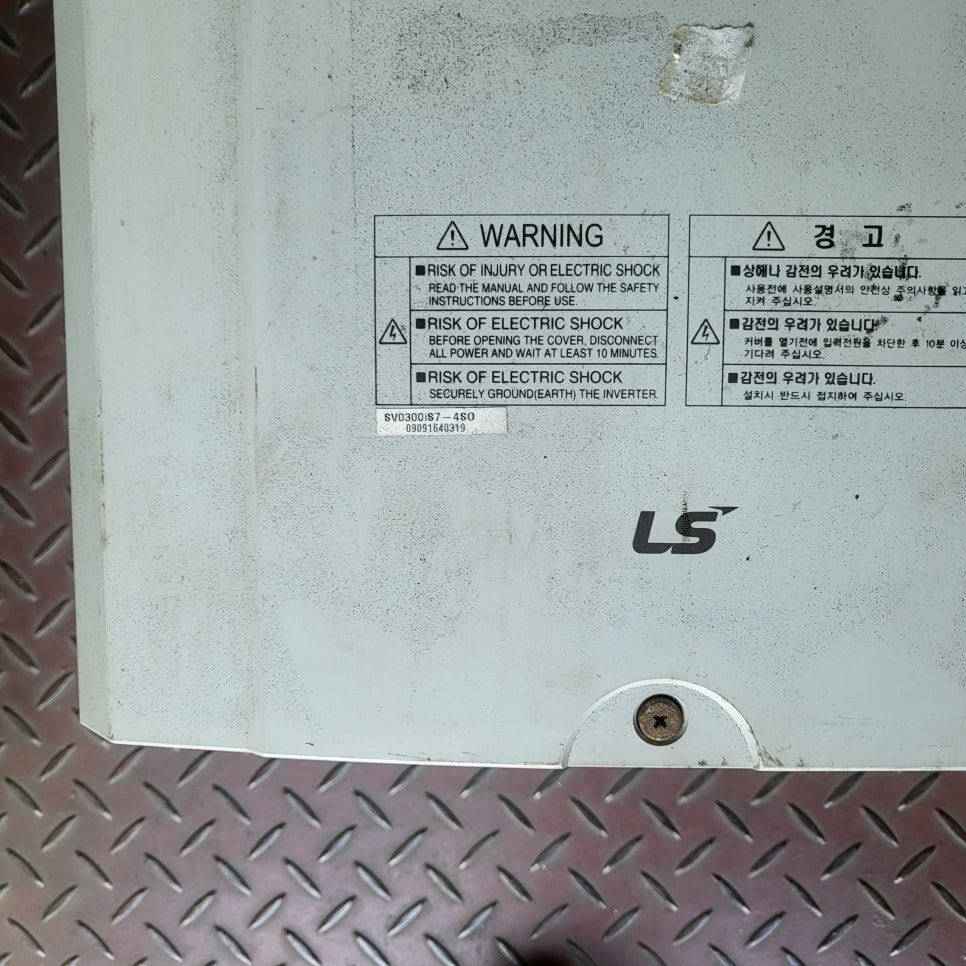 WARNING
■RISK OF INJURY OR ELECTRIC SHOCK
READ THE MANUAL AND FOLLOW THE SAFETY
INSTRUCTIONS BEFORE USE.
■RISK OF ELECTRIC SHOCK
BEFORE OPENING THE COVER, DISCONNECT
ALL POWER AND WAIT AT LEAST 10 MINUTES.
■RISK OF ELECTRIC SHOCK
SECURELY GROUND(EARTH) THE INVERTER.
SV0300iS7-4SO
09091640319
경 고
■상해나 감전의 우려가 있습니다.
사용전에 사용설명서의 안전상 주의사항을 읽고
지켜 주십시오.
■감전의 우려가 있습니다
커버를 열기전에 입력전원을 차단한 후 10분 이상
기다려 주십시오.
■감전의 우려가 있습니다.
설치시 반드시 접지하여 주십시오.
LS